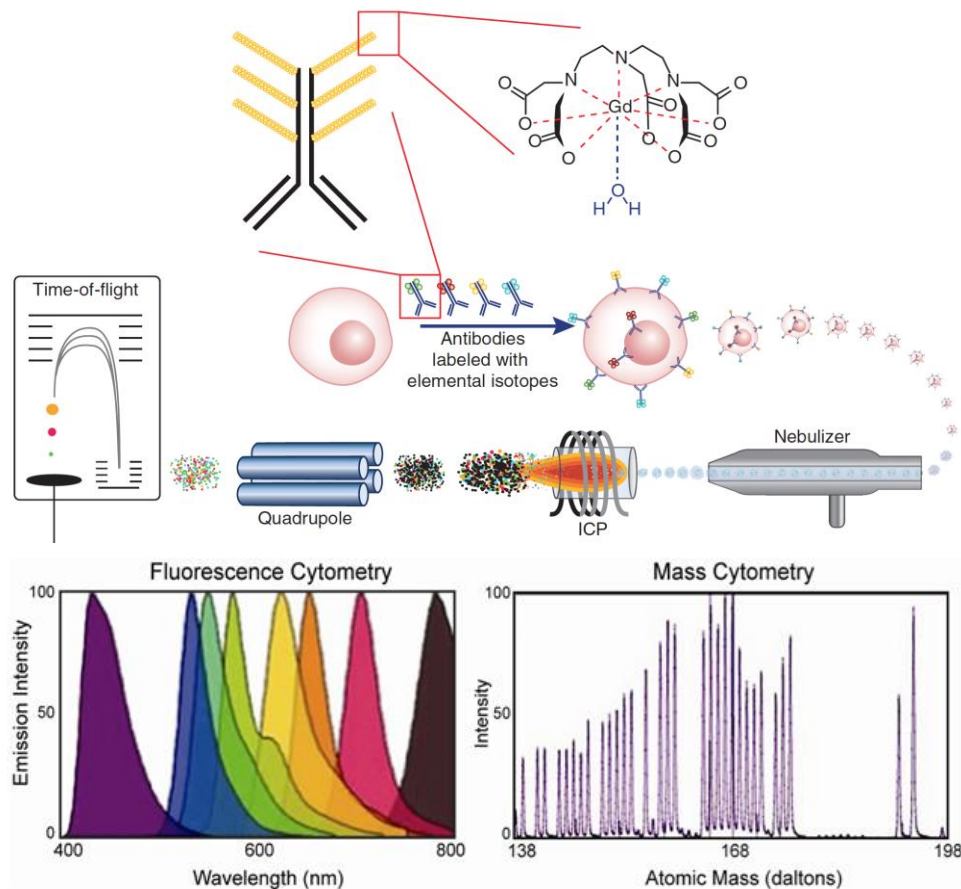 N
N
N
O
O
O
O
O
O
O
O
O
O
Gd
O
H
H
Time-of-flight
Antibodies
labeled with
elemental isotopes
Nebulizer
Quadrupole
ICP
Fluorescence Cytometry
100
50
0
Emission Intensity
400
600
800
Wavelength (nm)
Mass Cytometry
100
50
0
Intensity
138
168
198
Atomic Mass (daltons)